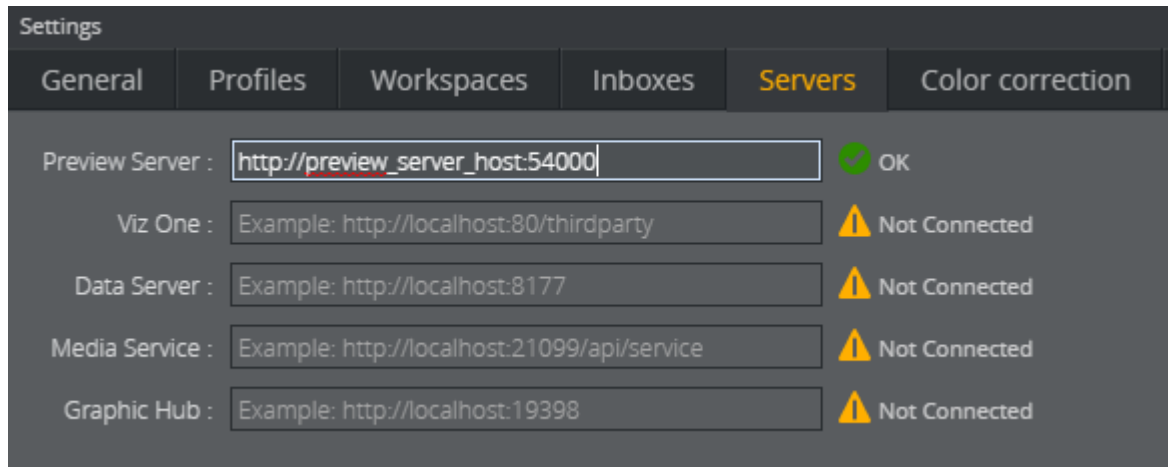 Settings
General Profiles Workspaces Inboxes Servers Color correction
Preview Server : http://preview_server_host:54000 OK
Viz One : Example: http://localhost:80/thirdparty Not Connected
Data Server : Example: http://localhost:8177 Not Connected
Media Service : Example: http://localhost:21099/api/service Not Connected
Graphic Hub : Example: http://localhost:19398 Not Connected